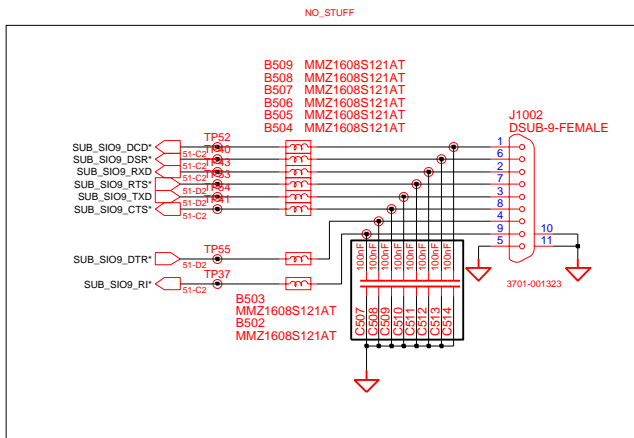 NO_STUFF
B509 MMZ1608S121AT
B508 MMZ1608S121AT
B507 MMZ1608S121AT
B506 MMZ1608S121AT
B505 MMZ1608S121AT
B504 MMZ1608S121AT
J1002
DSUB-9-FEMALE
SUB_SIO9_DCD*
TP52
1
51-C2
SUB_SIO9_DSR*
TP40
6
51-C2
SUB_SIO9_RXD
TP43
2
51-C2
SUB_SIO9_RTS*
TP53
7
51-D2
SUB_SIO9_TXD
TP54
3
51-D2
SUB_SIO9_CTS*
TP41
8
51-C2
4
9
10
5
11
SUB_SIO9_DTR*
TP55
51-D2
SUB_SIO9_RI*
TP37
51-C2
3701-001323
100nF
100nF
100nF
100nF
100nF
100nF
100nF
100nF
B503
MMZ1608S121AT
B502
MMZ1608S121AT
C507
C508
C509
C510
C511
C512
C513
C514